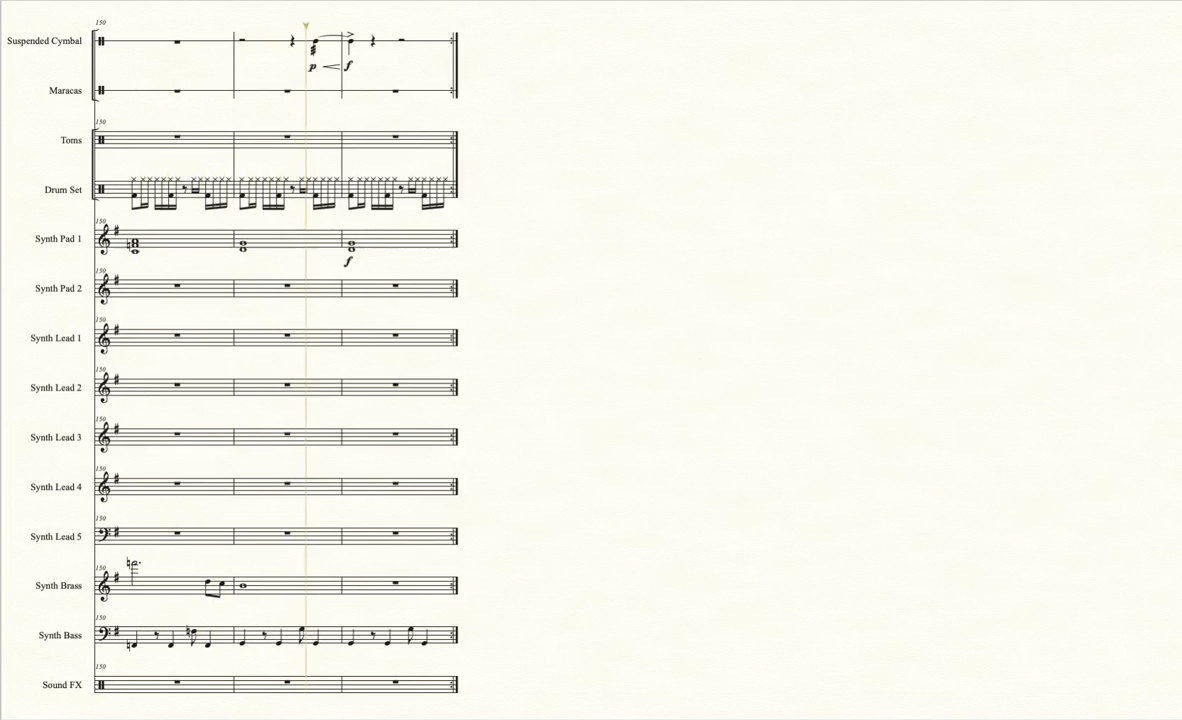 150
Suspended Cymbal
p f
Maracas
150
Toms
Drum Set
150
Synth Pad 1
f
150
Synth Pad 2
150
Synth Lead 1
150
Synth Lead 2
150
Synth Lead 3
150
Synth Lead 4
150
Synth Lead 5
150
Synth Brass
150
Synth Bass
150
Sound FX